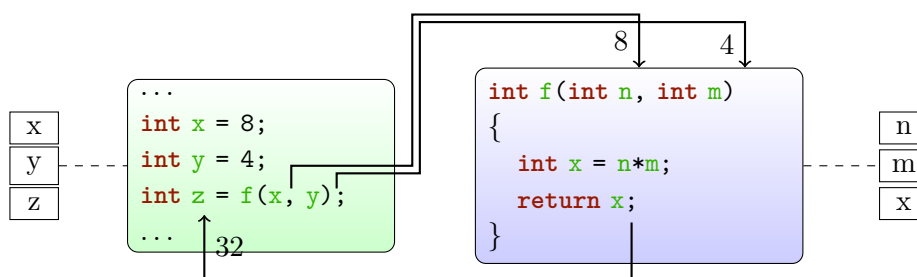 8
4
x
y
z
...
int x = 8;
int y = 4;
int z = f(x, y);
...
32
int f(int n, int m)
{
int x = n*m;
return x;
}
n
m
x